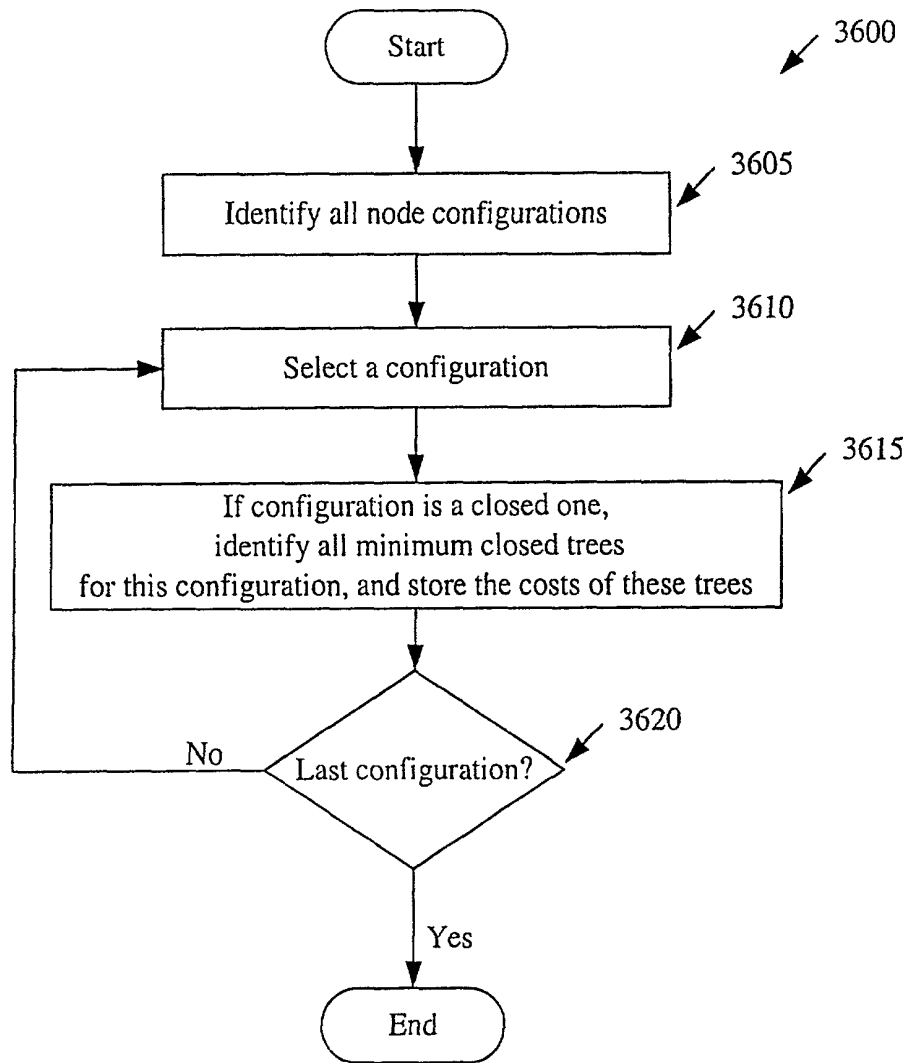 Start
3600
3605
Identify all node configurations
3610
Select a configuration
3615
If configuration is a closed one,
identify all minimum closed trees
for this configuration, and store the costs of these trees
3620
No
Last configuration?
Yes
End